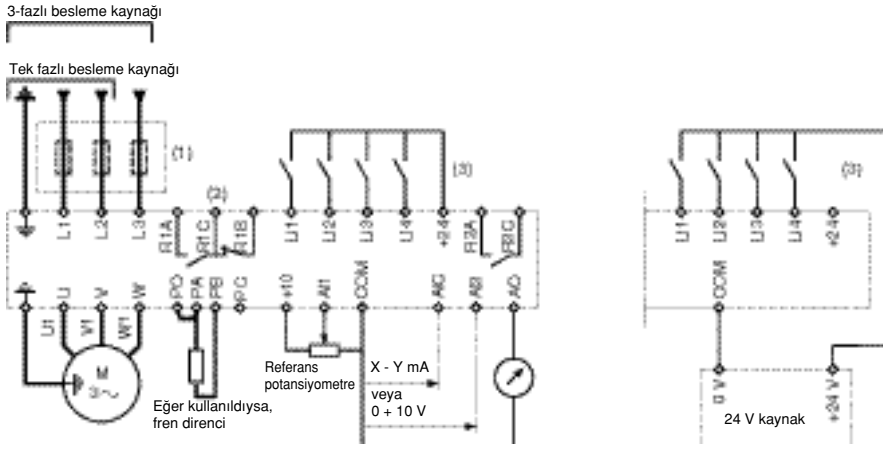 3-fazlı besleme kaynağı
Tek fazlı besleme kaynağı
(1)
(2)
(3)
(3)
L1 L2 L3 R1A R1C R1B LI1 LI2 LI3 LI4 +24 R2A R2C
LI1 LI2 LI3 LI4 +24
U V W PO PA PB PC +10 AI1 COM AIC AI2 AO
COM
U1 V1 W1
M
3
Referans
potansiyometre
X - Y mA
veya
0 + 10 V
Eğer kullanıldıysa,
fren direnci
0 V
24 V kaynak
+24 V